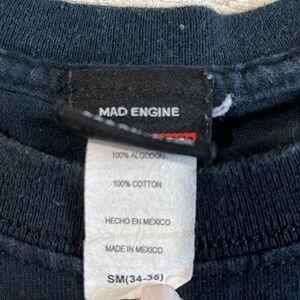 MAD ENGINE
100% ALGODON
100% COTTON
HECHO EN MEXICO
MADE IN MEXICO
SM(34-36)